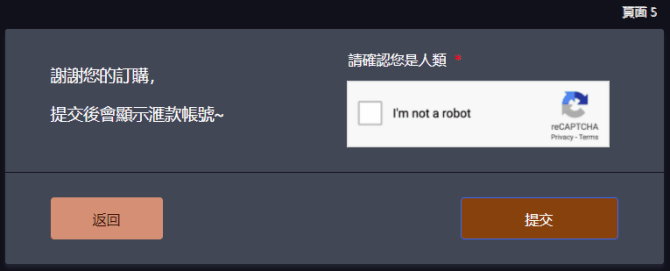 頁面 5
謝謝您的訂購，
提交後會顯示滙款帳號~
請確認您是人類 *
I'm not a robot
reCAPTCHA
Privacy - Terms
返回
提交